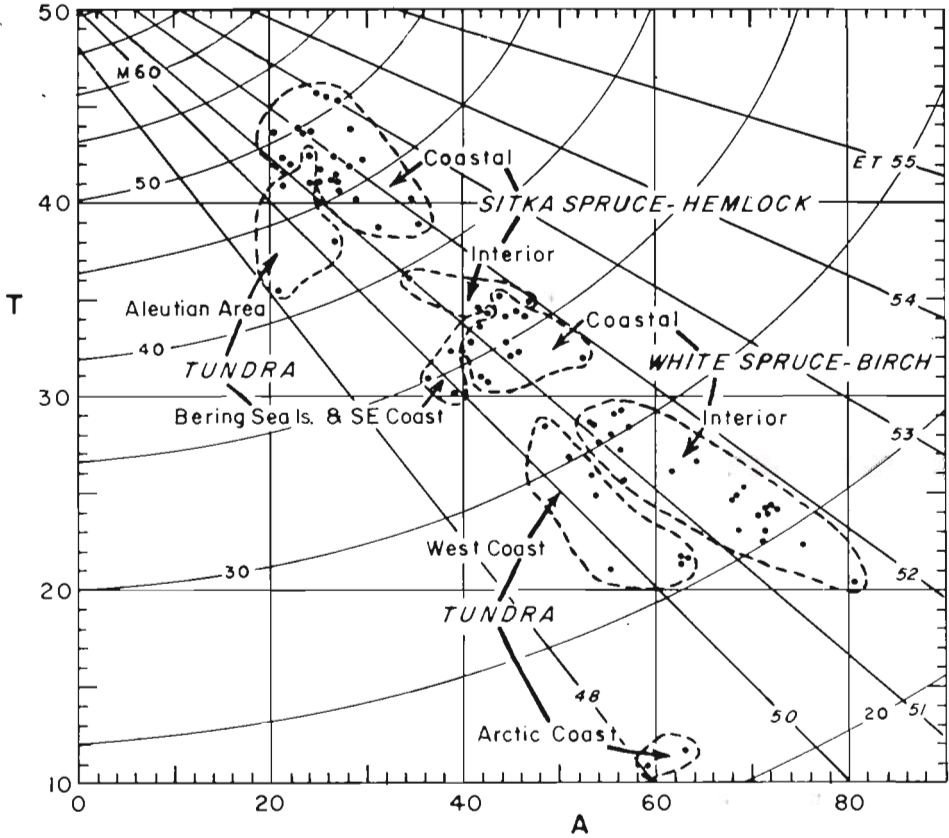 50
M60
ET 55
50
Coastal
40
SITKA SPRUCE-HEMLOCK
Interior
T
Aleutian Area
54
Coastal
40
TUNDRA
WHITE SPRUCE-BIRCH
30
Bering Sea Is. & SE Coast
Interior
53
West Coast
30
52
20
TUNDRA
48
50
20
51
Arctic Coast
10
0
20
40
60
80
A